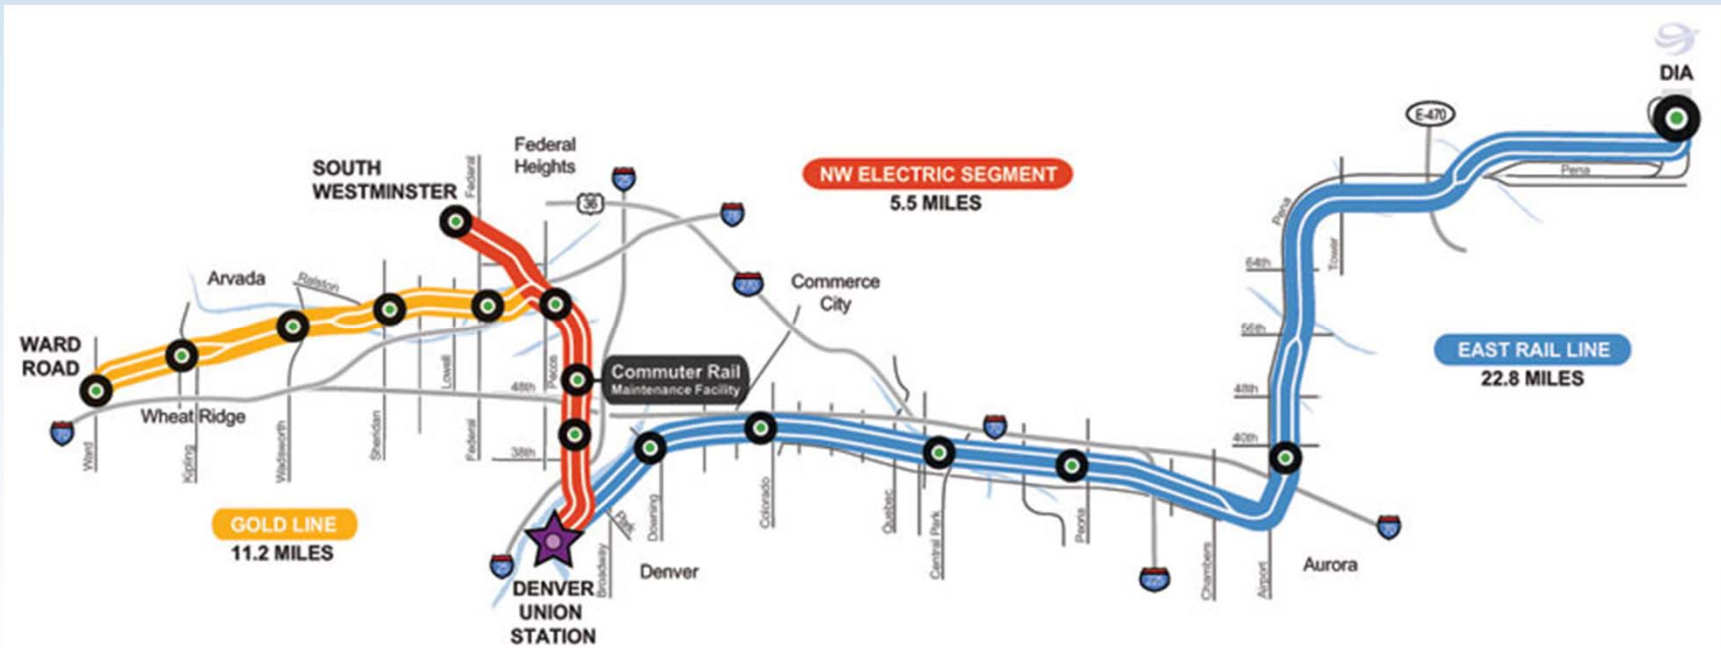 DIA
E-470
Pena
Pena
Tower
64th
56th
48th
40th
Federal
Heights
SOUTH
WESTMINSTER
Federal
25
36
76
NW ELECTRIC SEGMENT
5.5 MILES
270
Commerce
City
Arvada
Ralston
WARD
ROAD
Wheat Ridge
70
Ward
Kipling
Wadsworth
Sheridan
Lowell
Federal
Pecos
48th
38th
Commuter Rail
Maintenance Facility
EAST RAIL LINE
22.8 MILES
GOLD LINE
11.2 MILES
25
DENVER
UNION
STATION
Broadway
Park
Downing
Denver
Colorado
Quebec
Central Park
70
Peoria
225
Chambers
Airport
Aurora
70